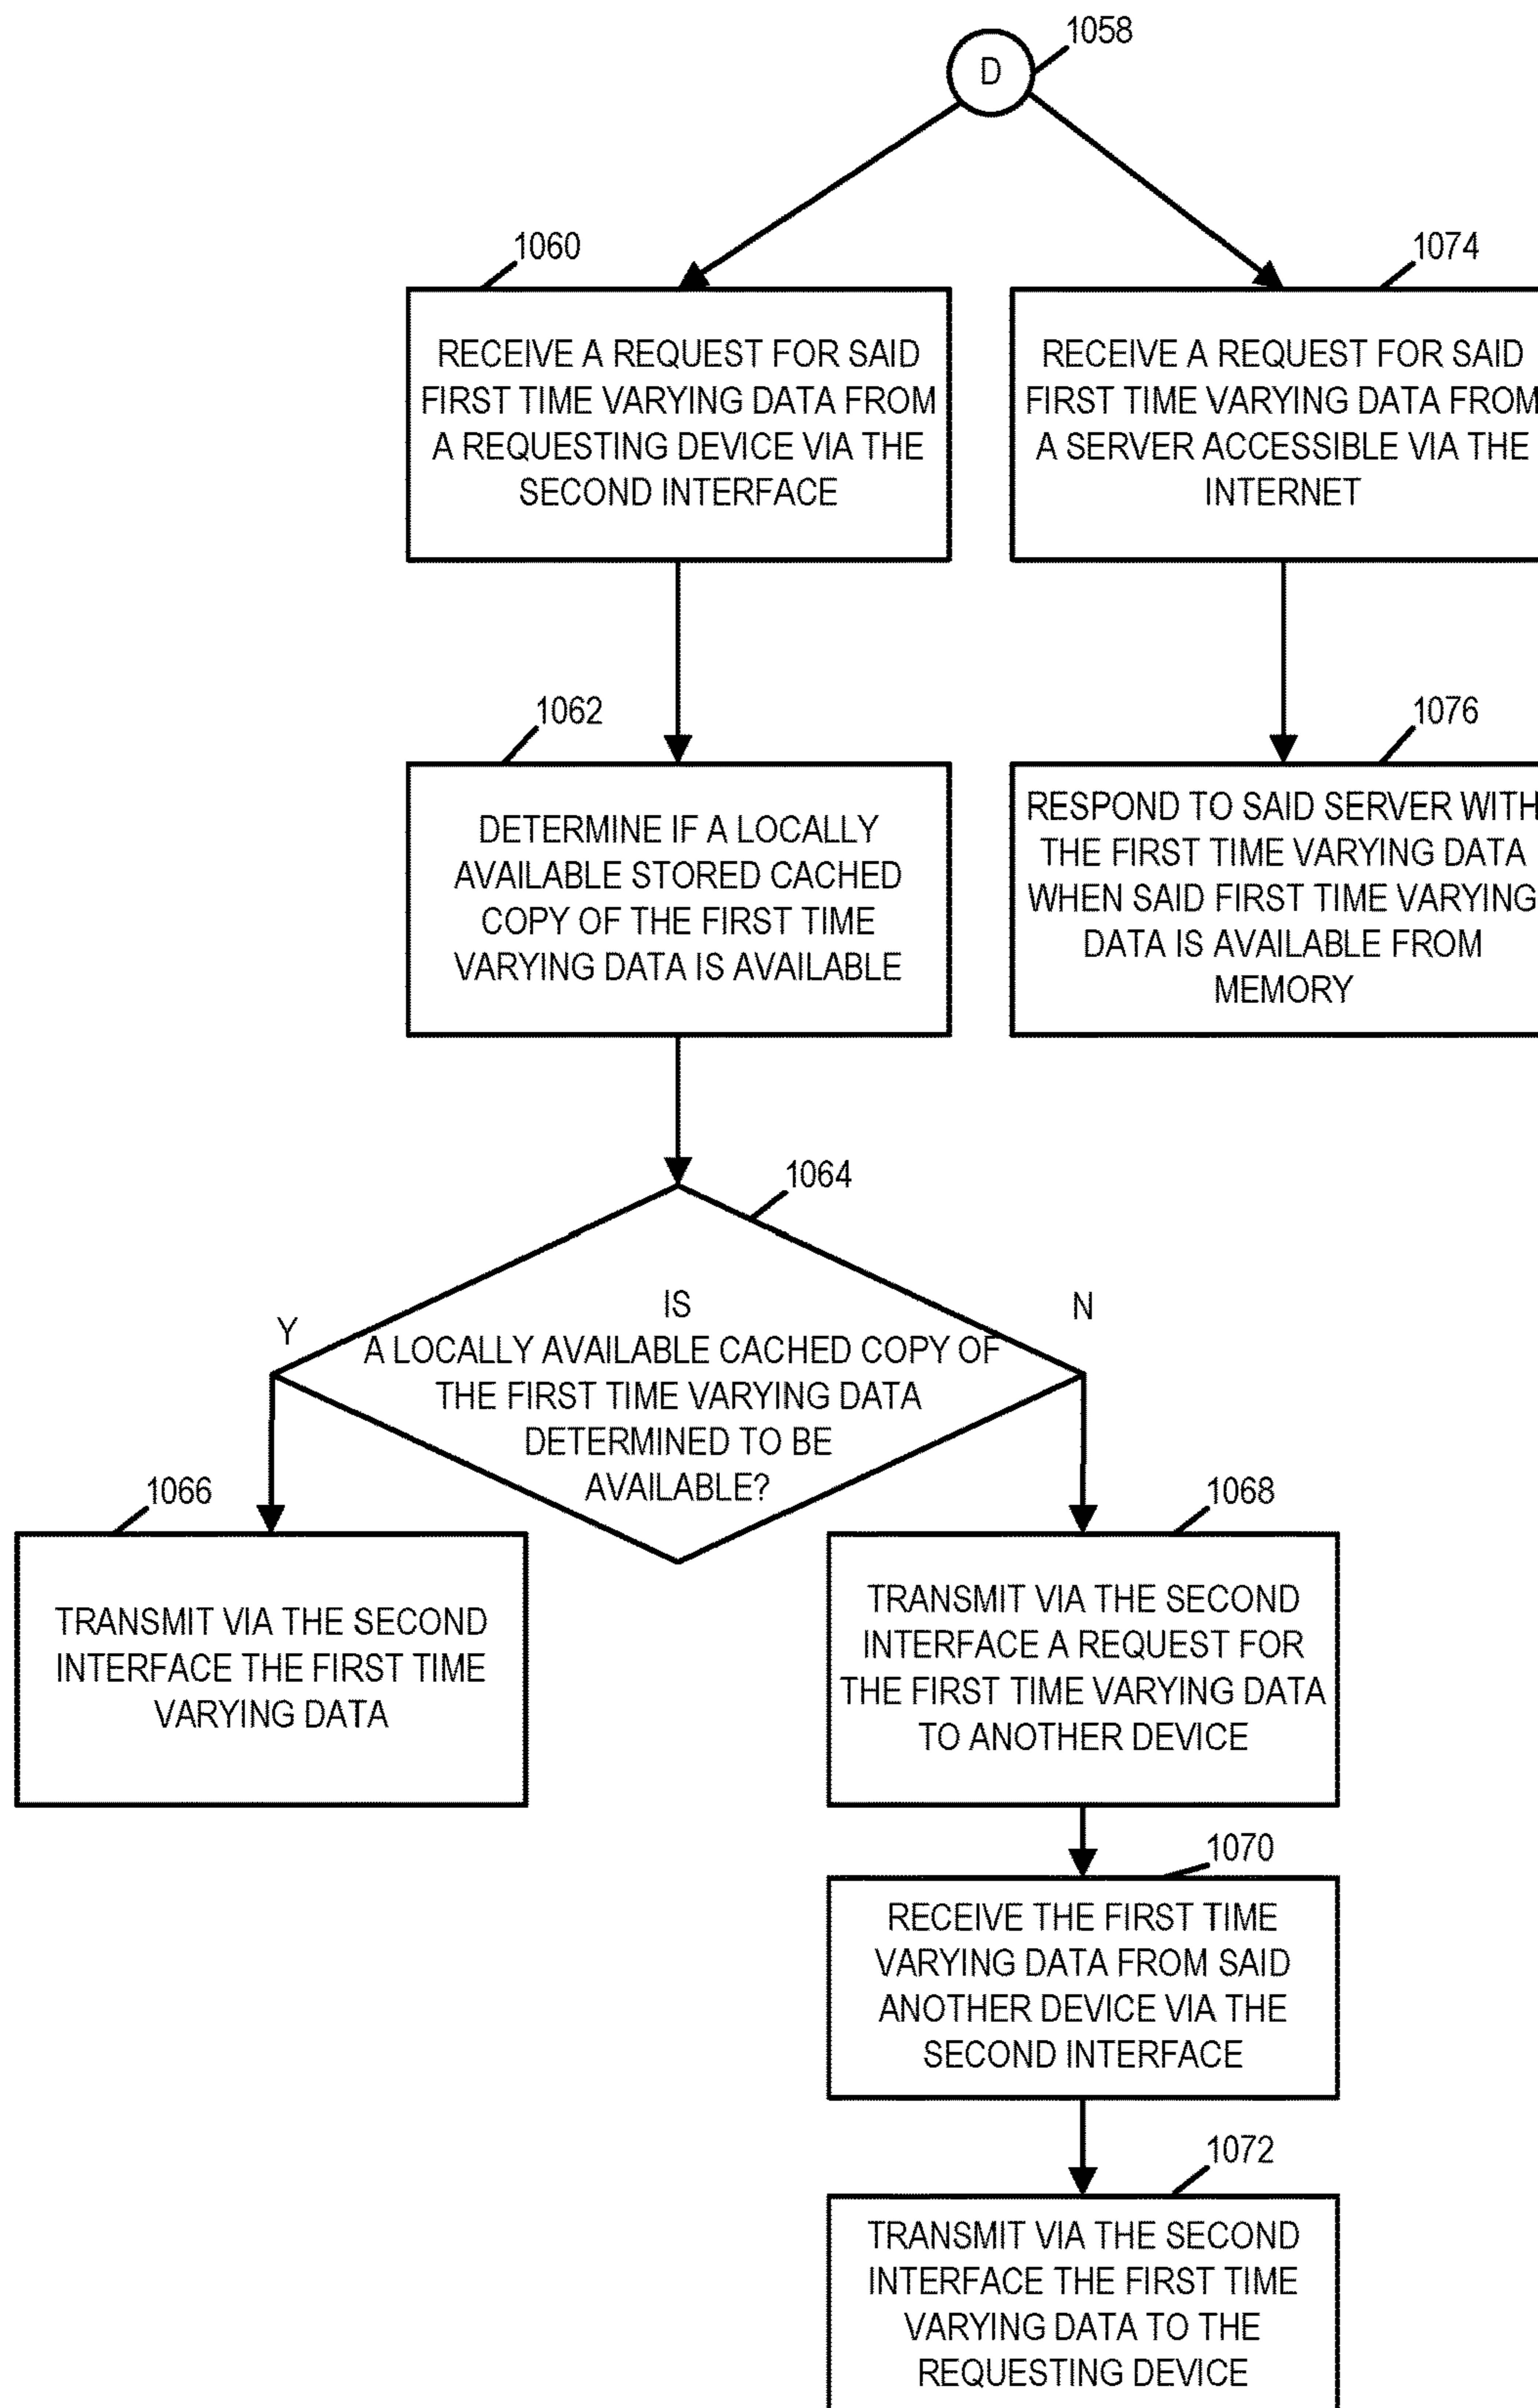 1058
D
1060
RECEIVE A REQUEST FOR SAID
FIRST TIME VARYING DATA FROM
A REQUESTING DEVICE VIA THE
SECOND INTERFACE
1074
RECEIVE A REQUEST FOR SAID
FIRST TIME VARYING DATA FROM
A SERVER ACCESSIBLE VIA THE
INTERNET
1062
DETERMINE IF A LOCALLY
AVAILABLE STORED CACHED
COPY OF THE FIRST TIME
VARYING DATA IS AVAILABLE
1076
RESPOND TO SAID SERVER WITH
THE FIRST TIME VARYING DATA
WHEN SAID FIRST TIME VARYING
DATA IS AVAILABLE FROM
MEMORY
1064
Y
N
IS
A LOCALLY AVAILABLE CACHED COPY OF
THE FIRST TIME VARYING DATA
DETERMINED TO BE
AVAILABLE?
1066
TRANSMIT VIA THE SECOND
INTERFACE THE FIRST TIME
VARYING DATA
1068
TRANSMIT VIA THE SECOND
INTERFACE A REQUEST FOR
THE FIRST TIME VARYING DATA
TO ANOTHER DEVICE
1070
RECEIVE THE FIRST TIME
VARYING DATA FROM SAID
ANOTHER DEVICE VIA THE
SECOND INTERFACE
1072
TRANSMIT VIA THE SECOND
INTERFACE THE FIRST TIME
VARYING DATA TO THE
REQUESTING DEVICE